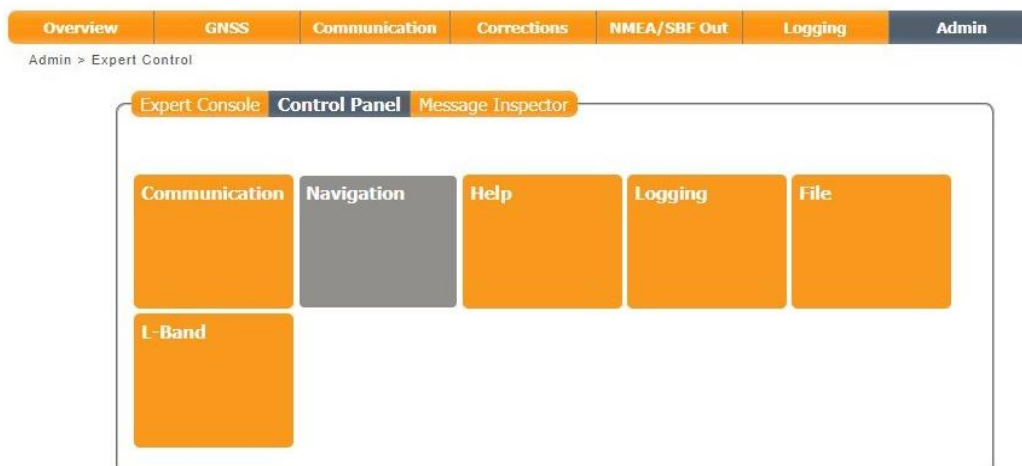 Overview GNSS Communication Corrections NMEA/SBF Out Logging Admin
Admin > Expert Control
Expert Console Control Panel Message Inspector
Communication Navigation Help Logging File
L-Band